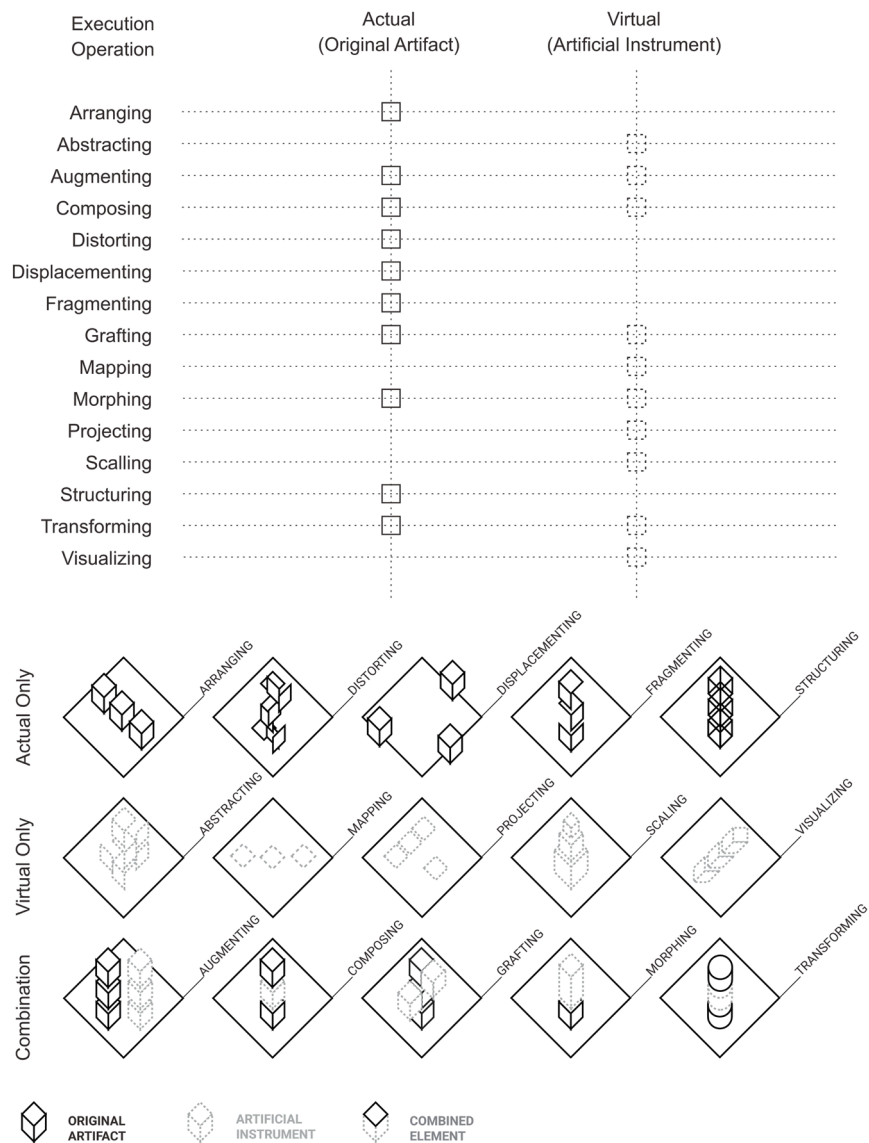 Execution
Operation
Actual
(Original Artifact)
Virtual
(Artificial Instrument)
Arranging
Abstracting
Augmenting
Composing
Distorting
Displacementing
Fragmenting
Grafting
Mapping
Morphing
Projecting
Scalling
Structuring
Transforming
Visualizing
Actual Only
ARRANGING
DISTORTING
DISPLACEMENTING
FRAGMENTING
STRUCTURING
Virtual Only
ABSTRACTING
MAPPING
PROJECTING
SCALING
VISUALIZING
Combination
AUGMENTING
COMPOSING
GRAFTING
MORPHING
TRANSFORMING
ORIGINAL
ARTIFACT
ARTIFICIAL
INSTRUMENT
COMBINED
ELEMENT